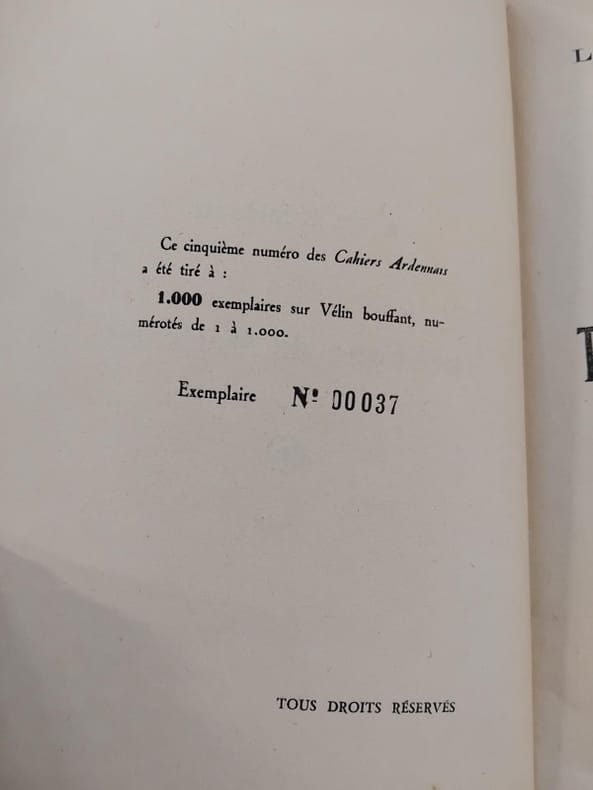 Ce cinquième numéro des Cahiers Ardennais
a été tiré à :
1.000 exemplaires sur Vélin bouffant, nu-
mérotés de 1 à 1.000.
Exemplaire Nº 00037
TOUS DROITS RÉSERVÉS